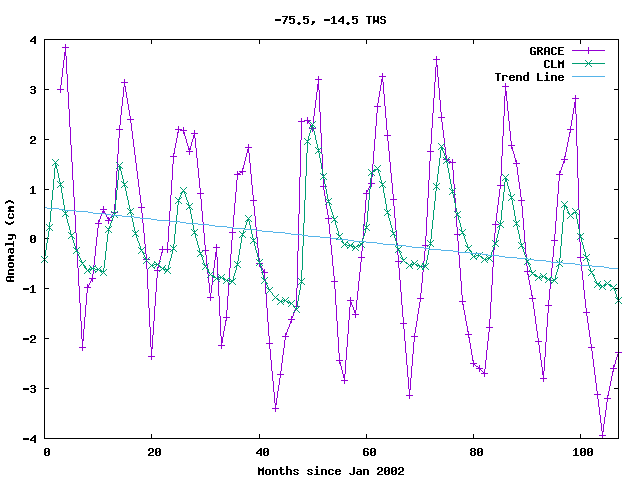 -75.5, -14.5 TWS
GRACE
CLM
Trend Line
4
3
2
1
0
-1
-2
-3
-4
Anomaly (cm)
0 20 40 60 80 100
Months since Jan 2002